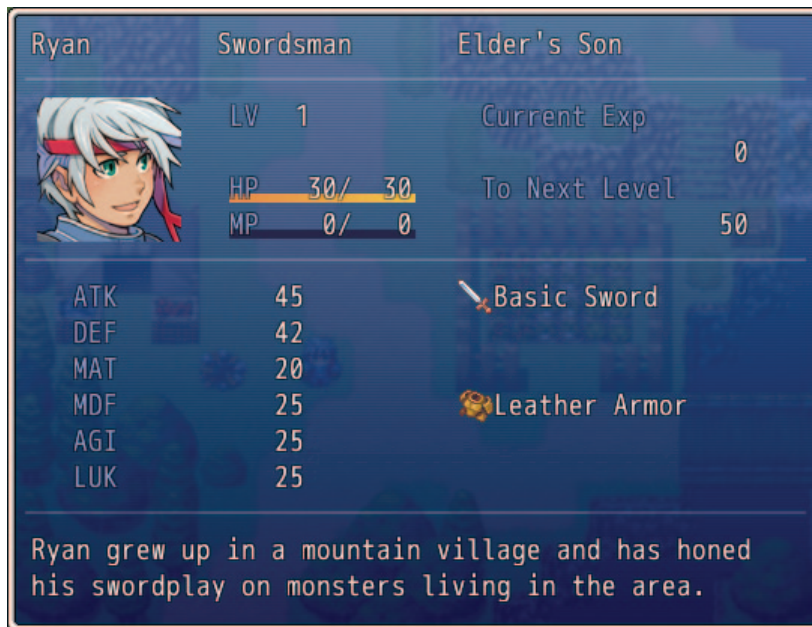 Ryan Swordsman Elder's Son
LV 1 Current Exp
0
HP 30/ 30 To Next Level
MP 0/ 0 50
ATK 45 Basic Sword
DEF 42
MAT 20
MDF 25 Leather Armor
AGI 25
LUK 25
Ryan grew up in a mountain village and has honed
his swordplay on monsters living in the area.